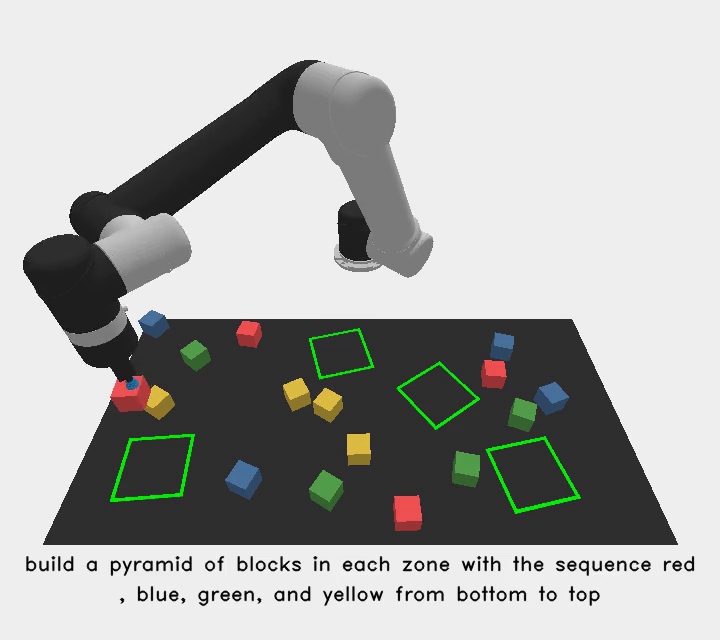 build a pyramid of blocks in each zone with the sequence red
, blue, green, and yellow from bottom to top